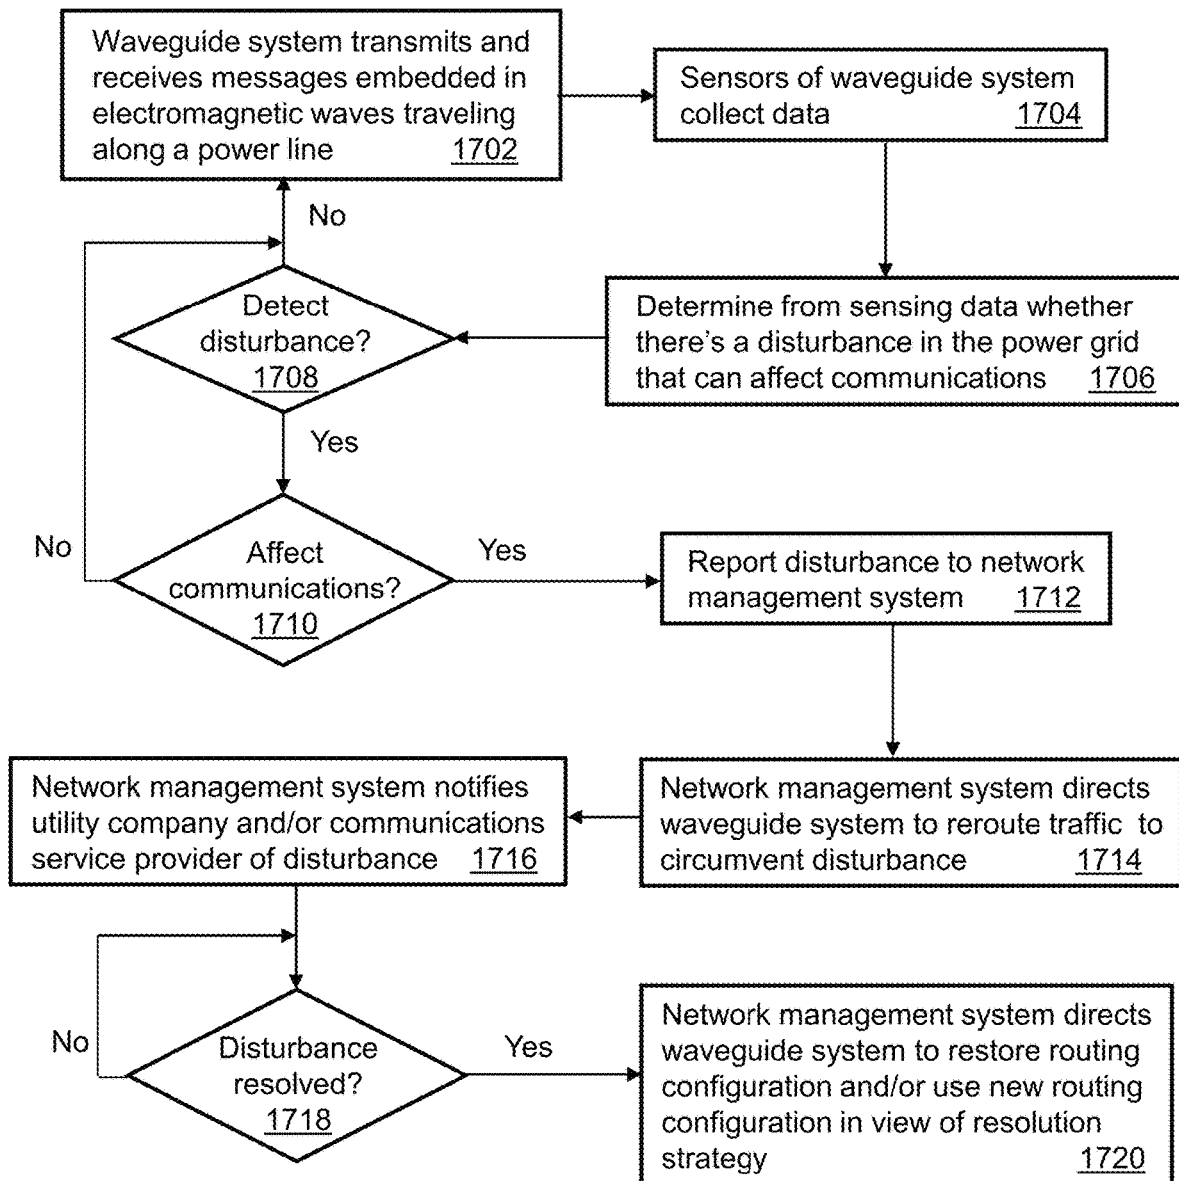 Waveguide system transmits and
receives messages embedded in
electromagnetic waves traveling
along a power line 1702
Sensors of waveguide system
collect data 1704
No
Detect
disturbance?
1708
Determine from sensing data whether
there's a disturbance in the power grid
that can affect communications 1706
Yes
No
Affect
communications?
1710
Yes
Report disturbance to network
management system 1712
Network management system directs
waveguide system to reroute traffic to
circumvent disturbance 1714
Network management system notifies
utility company and/or communications
service provider of disturbance 1716
No
Disturbance
resolved?
1718
Yes
Network management system directs
waveguide system to restore routing
configuration and/or use new routing
configuration in view of resolution
strategy 1720